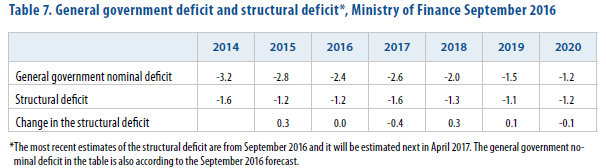 Table 7. General government deficit and structural deficit*, Ministry of Finance September 2016
2014 2015 2016 2017 2018 2019 2020
General government nominal deficit -3.2 -2.8 -2.4 -2.6 -2.0 -1.5 -1.2
Structural deficit -1.6 -1.2 -1.2 -1.6 -1.3 -1.1 -1.2
Change in the structural deficit 0.3 0.0 -0.4 0.3 0.1 -0.1
*The most recent estimates of the structural deficit are from September 2016 and it will be estimated next in April 2017. The general government no-
minal deficit in the table is also according to the September 2016 forecast.